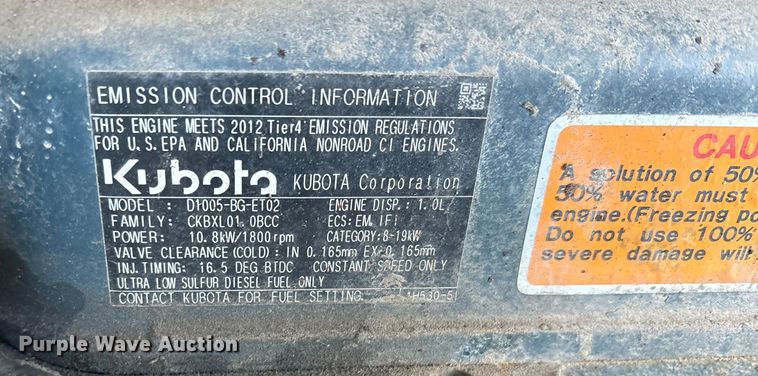 EMISSION CONTROL INFORMATION
THIS ENGINE MEETS 2012 Tier4 EMISSION REGULATIONS
FOR U.S.EPA AND CALIFORNIA NONROAD CI ENGINES.
Kubota KUBOTA Corporation
MODEL: D1005-BG-ET02 ENGINE DISP.: 1.0L
FAMILY: CKBXL01.0BCC ECS: EM IFI
POWER: 10.8kW/1800rpm CATEGORY: 8-19kW
VALVE CLEARANCE (COLD): IN 0.165mm EX 0.165mm
INJ. TIMING: 16.5 DEG BTDC CONSTANT SPEED ONLY
ULTRA LOW SULFUR DIESEL FUEL ONLY
CONTACT KUBOTA FOR FUEL SETTING 1H530-5
CAU
A solution of 50%
50% water must
engine.(Freezing po
Do not use 100%
severe damage will
Purple Wave Auction